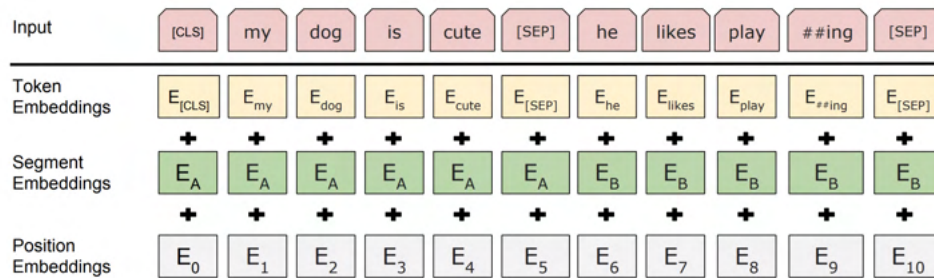 Input [CLS] my dog is cute [SEP] he likes play ##ing [SEP]
Token
Embeddings
E[CLS] Emy Edog Eis Ecute E[SEP] Ehe Elikes Eplay E##ing E[SEP]
Segment
Embeddings
EA EA EA EA EA EA EB EB EB EB EB
Position
Embeddings
E0 E1 E2 E3 E4 E5 E6 E7 E8 E9 E10